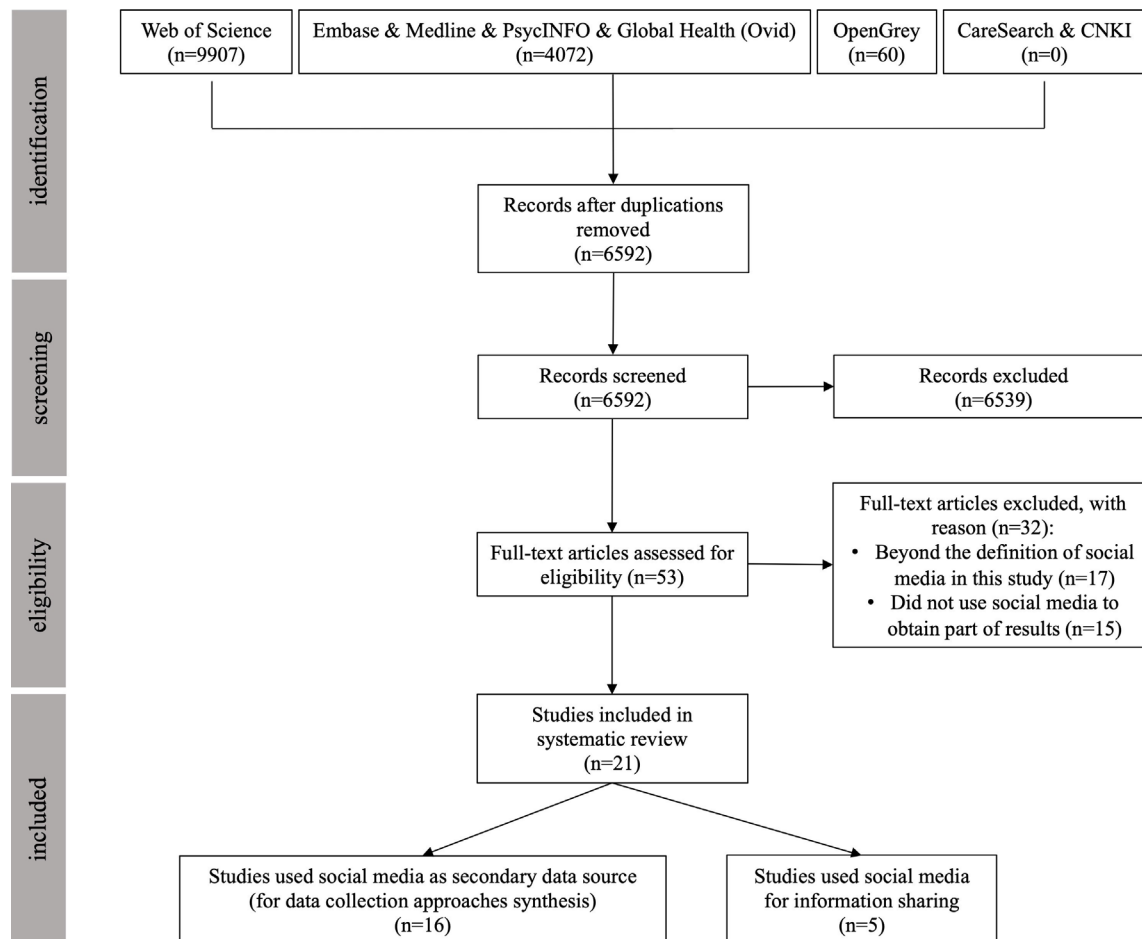 identification
Web of Science
(n=9907)
Embase & Medline & PsycINFO & Global Health (Ovid)
(n=4072)
OpenGrey
(n=60)
CareSearch & CNKI
(n=0)
Records after duplications
removed
(n=6592)
screening
Records screened
(n=6592)
Records excluded
(n=6539)
eligibility
Full-text articles assessed for
eligibility (n=53)
Full-text articles excluded, with
reason (n=32):
• Beyond the definition of social
media in this study (n=17)
• Did not use social media to
obtain part of results (n=15)
included
Studies included in
systematic review
(n=21)
Studies used social media as secondary data source
(for data collection approaches synthesis)
(n=16)
Studies used social media
for information sharing
(n=5)